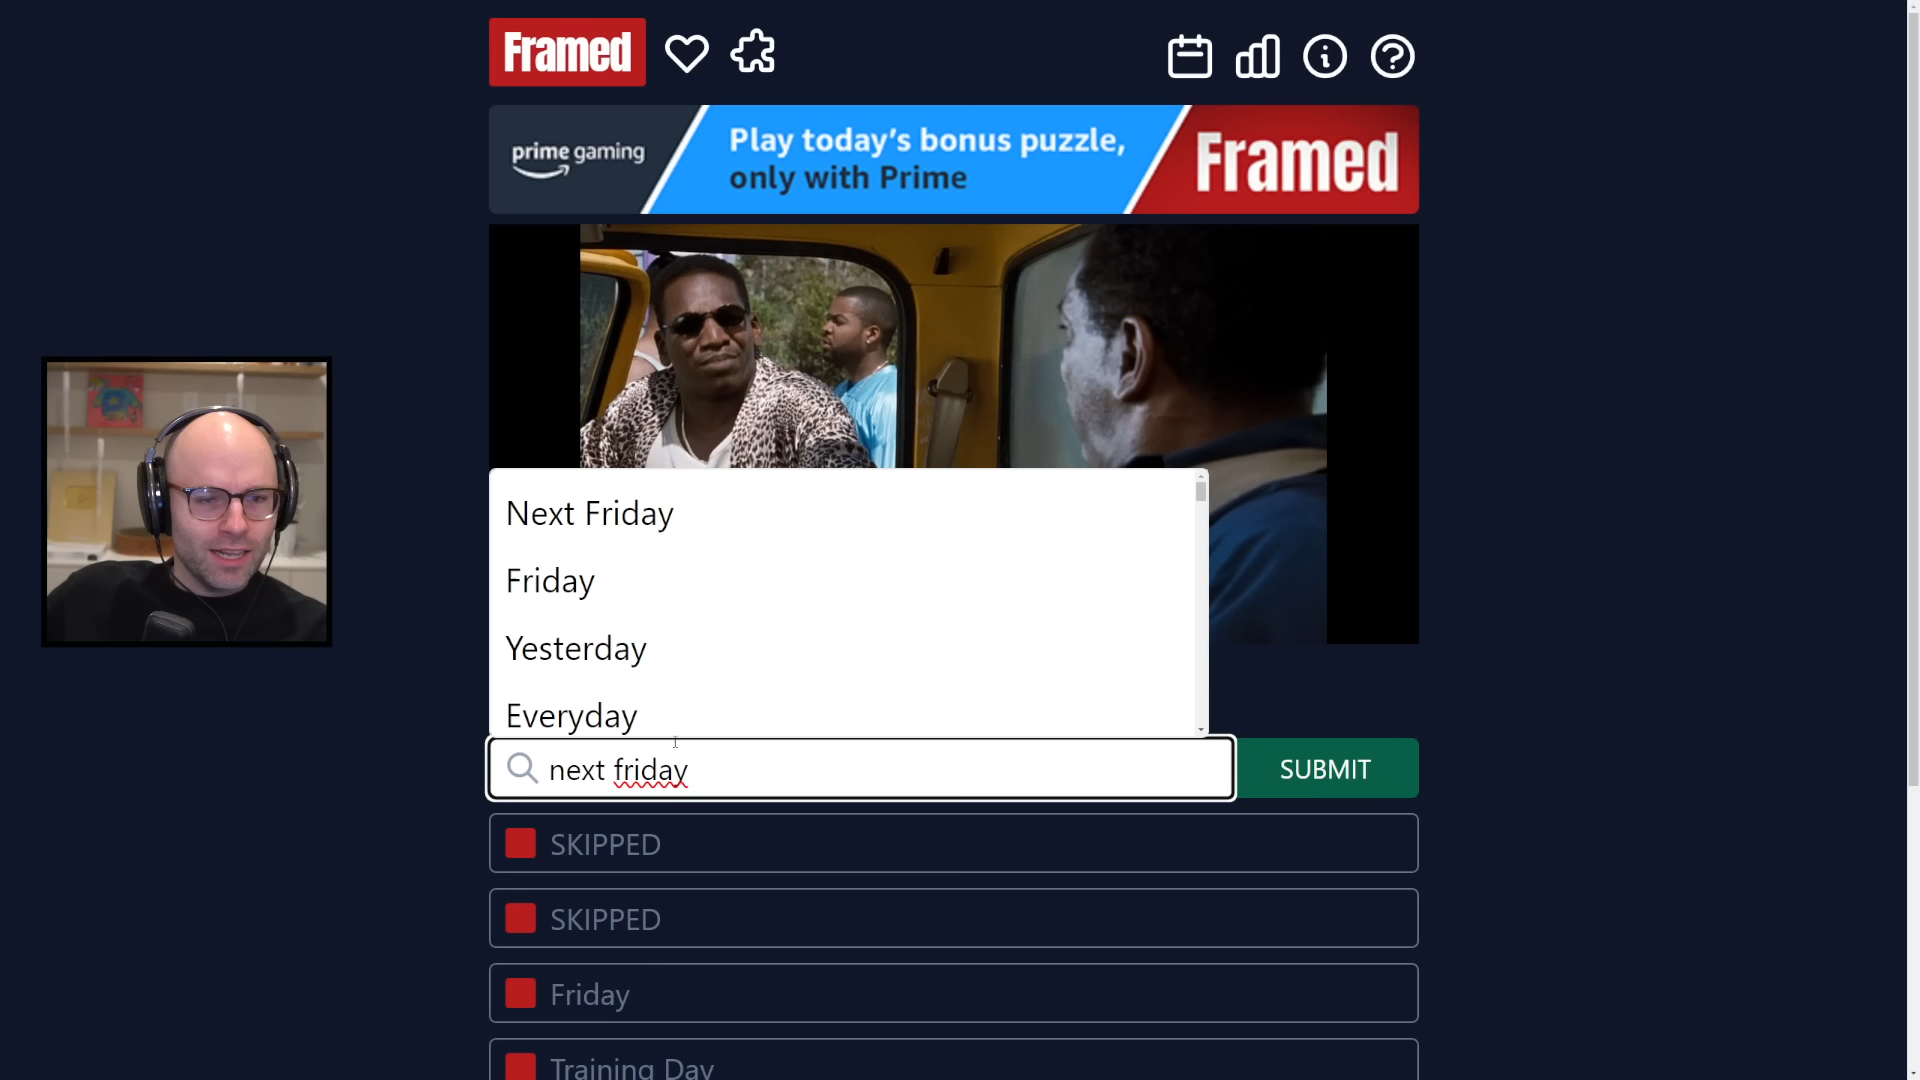 Framed
prime gaming
Play today's bonus puzzle,
only with Prime
Framed
Next Friday
Friday
Yesterday
Everyday
next friday
SUBMIT
SKIPPED
SKIPPED
Friday
Training Day